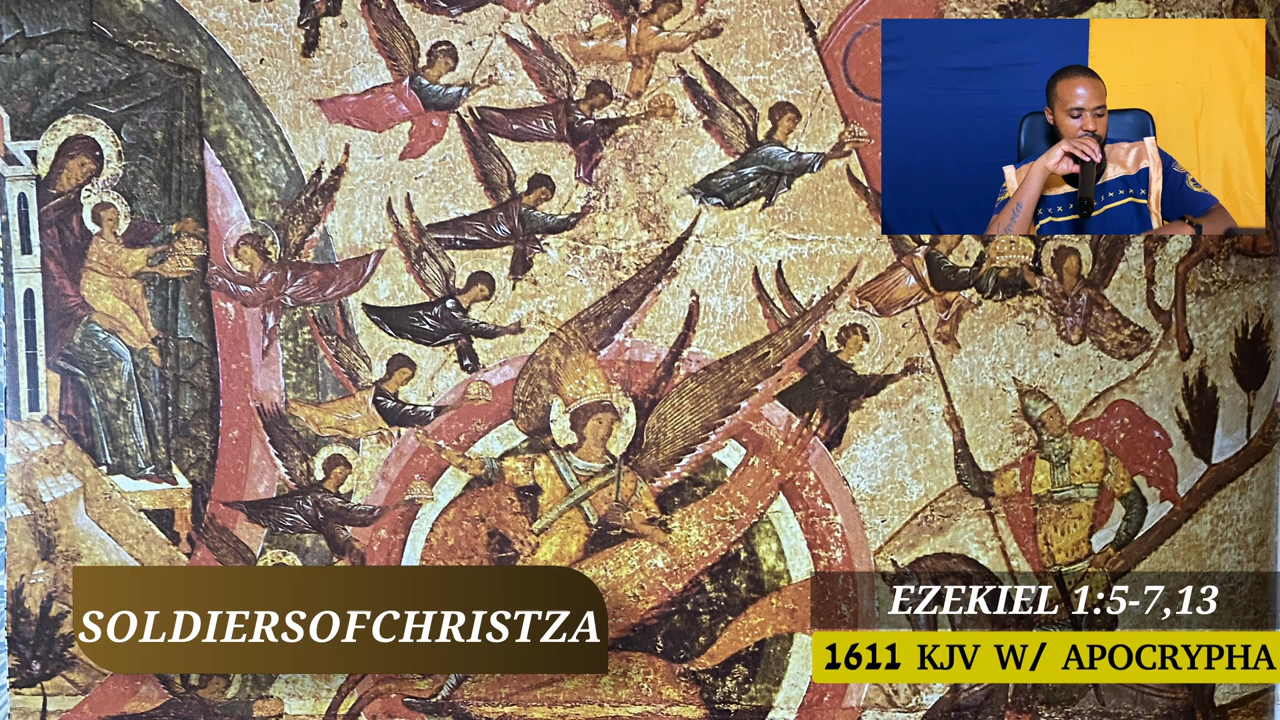 SOLDIERSOFCHRISTZA
EZEKIEL 1:5-7,13
1611 KJV W/ APOCRYPHA